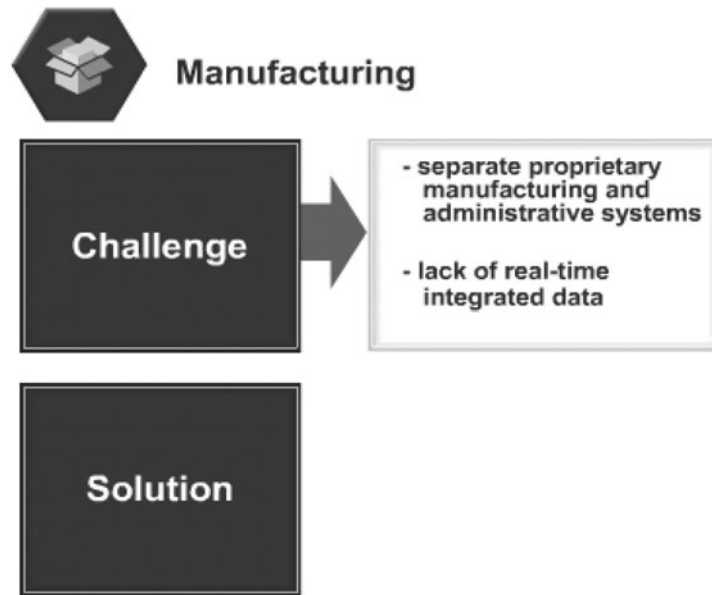 Manufacturing
Challenge
- separate proprietary
manufacturing and
administrative systems
- lack of real-time
integrated data
Solution